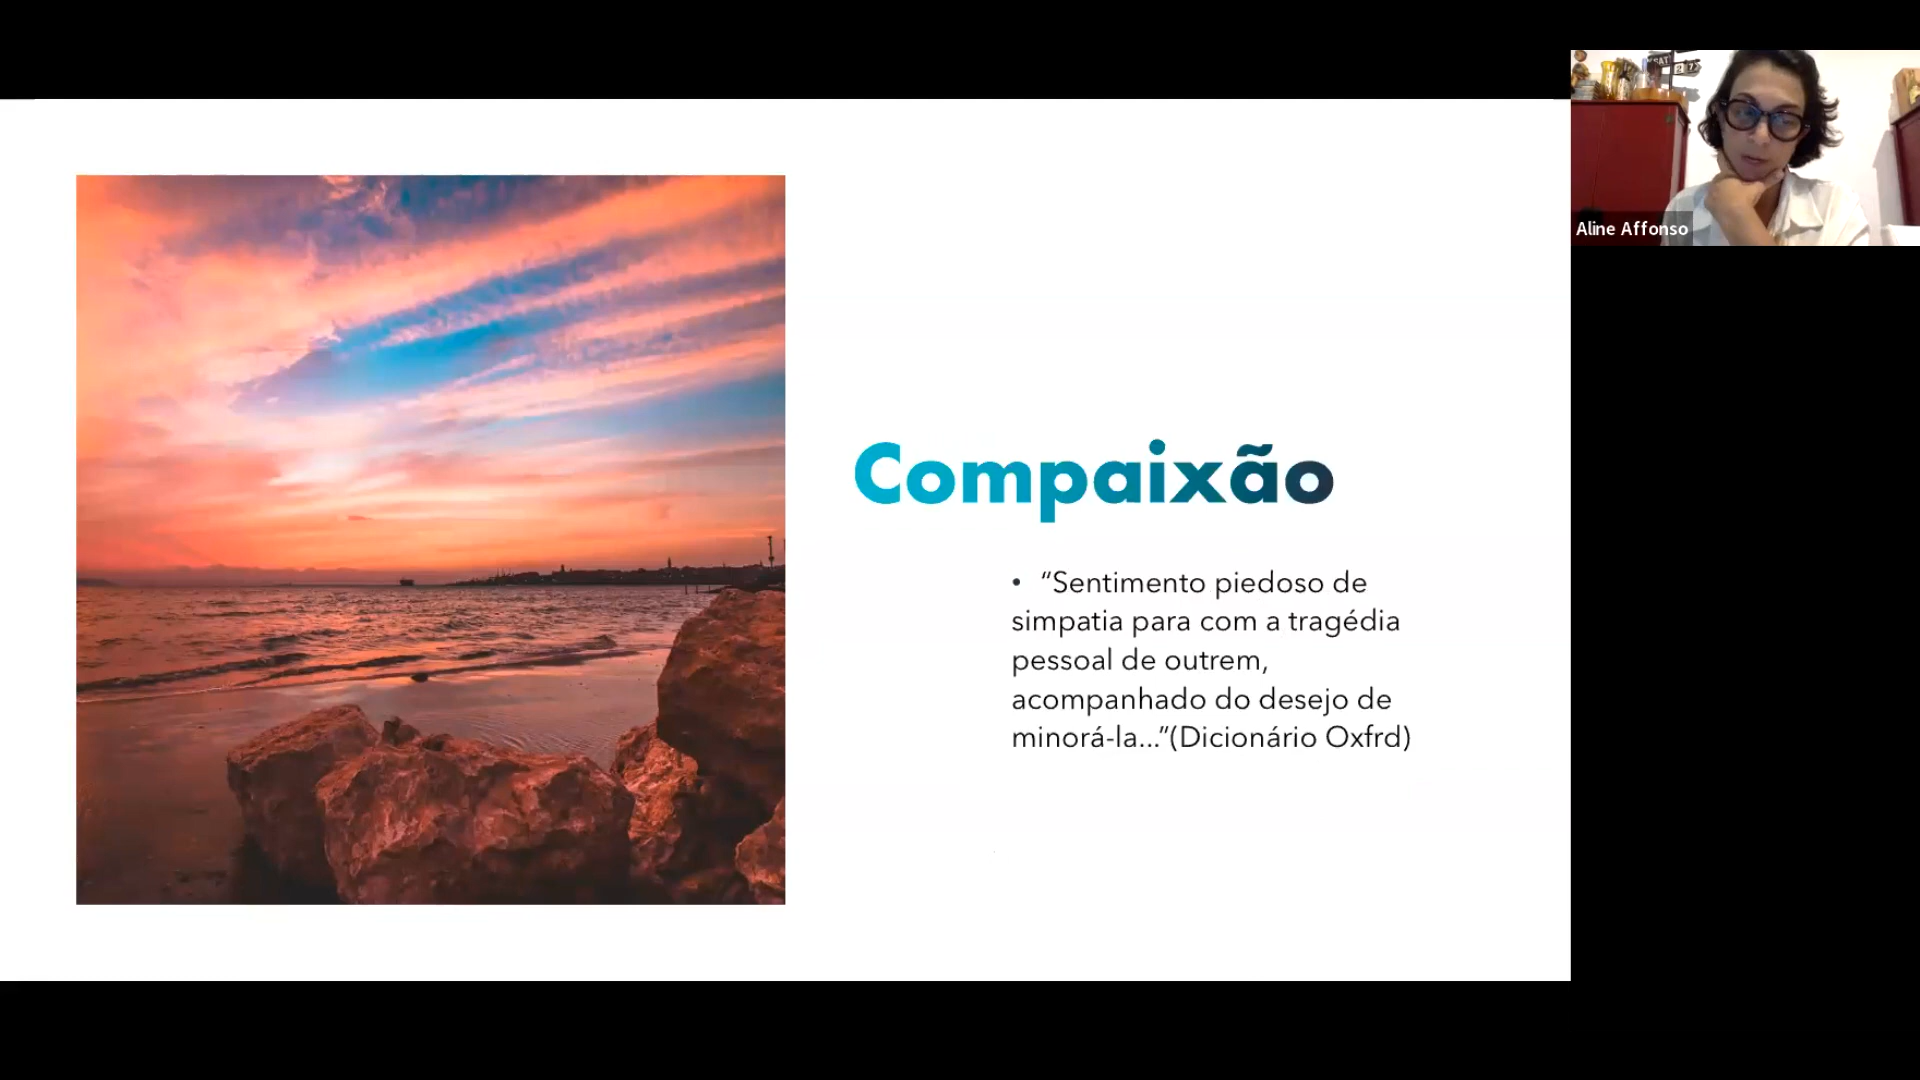 Compaixão
• “Sentimento piedoso de
simpatia para com a tragédia
pessoal de outrem,
acompanhado do desejo de
minorá-la...”(Dicionário Oxfrd)
Aline Affonso